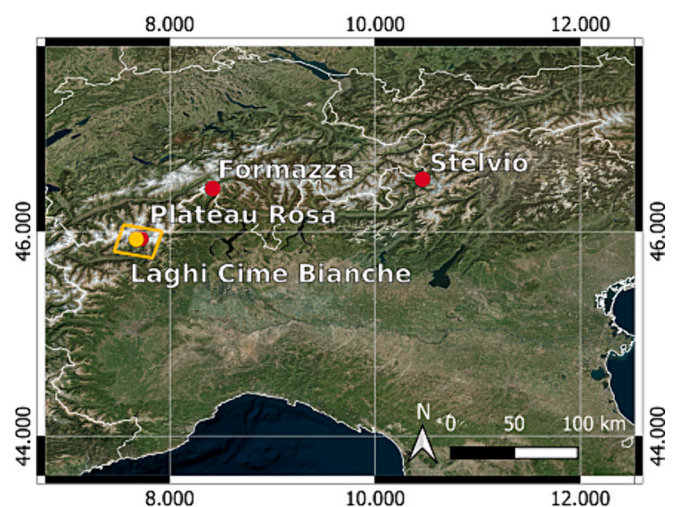 8.000 10.000 12.000
Formazza
Stelvio
Plateau Rosa
46.000 46.000
Laghi Cime Bianche
44.000 44.000
N
0 50 100 km
8.000 10.000 12.000